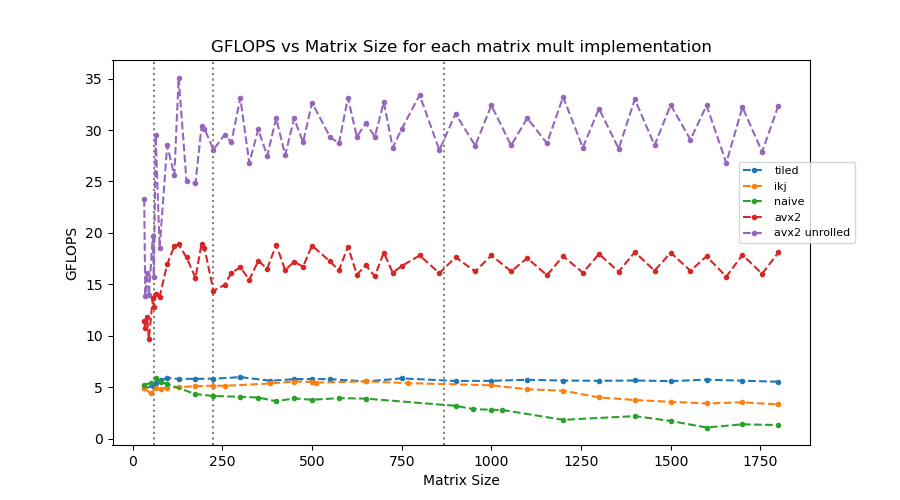 GFLOPS vs Matrix Size for each matrix mult implementation
GFLOPS
35
30
25
20
15
10
5
0
tiled
ikj
naive
avx2
avx2 unrolled
0 250 500 750 1000 1250 1500 1750
Matrix Size